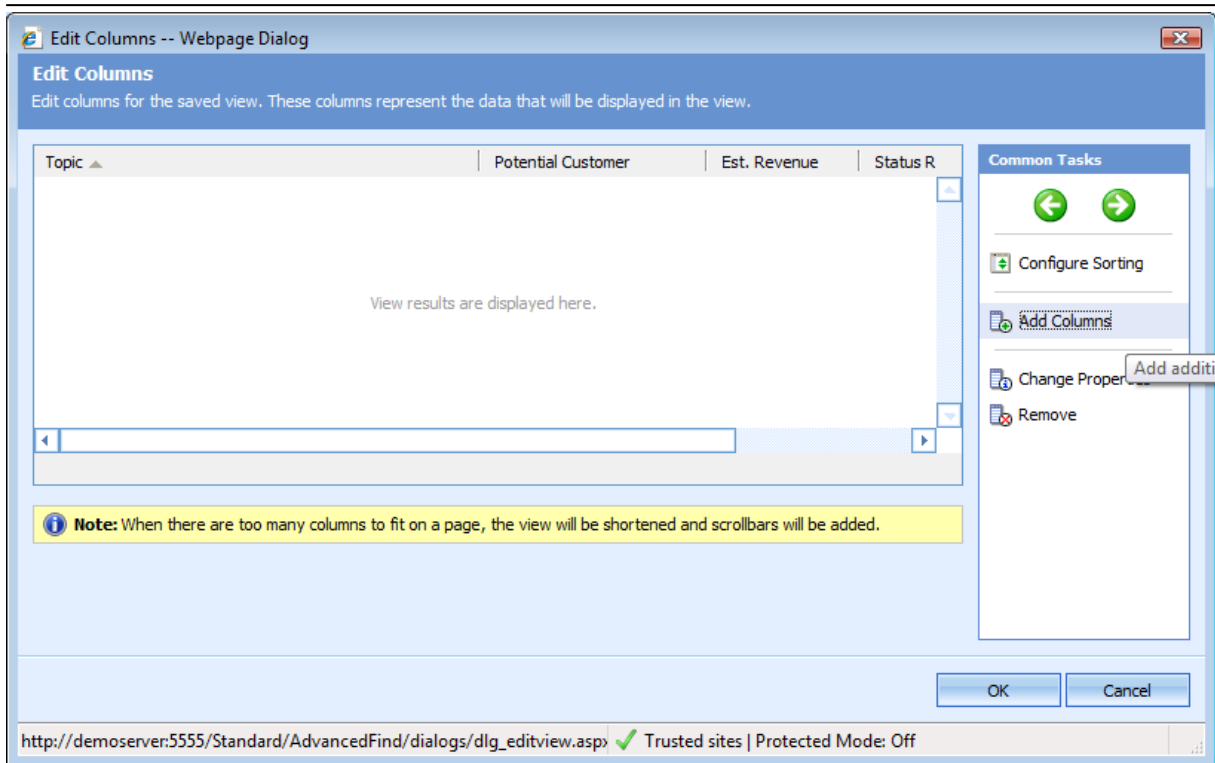 Edit Columns -- Webpage Dialog
Edit Columns
Edit columns for the saved view. These columns represent the data that will be displayed in the view.
Topic Potential Customer Est. Revenue Status R
View results are displayed here.
Note: When there are too many columns to fit on a page, the view will be shortened and scrollbars will be added.
Common Tasks
Configure Sorting
Add Columns
Add additi
Change
Remove
OK Cancel
http://demoserver:5555/Standard/AdvancedFind/dialogs/dlg_editview.asp Trusted sites | Protected Mode: Off